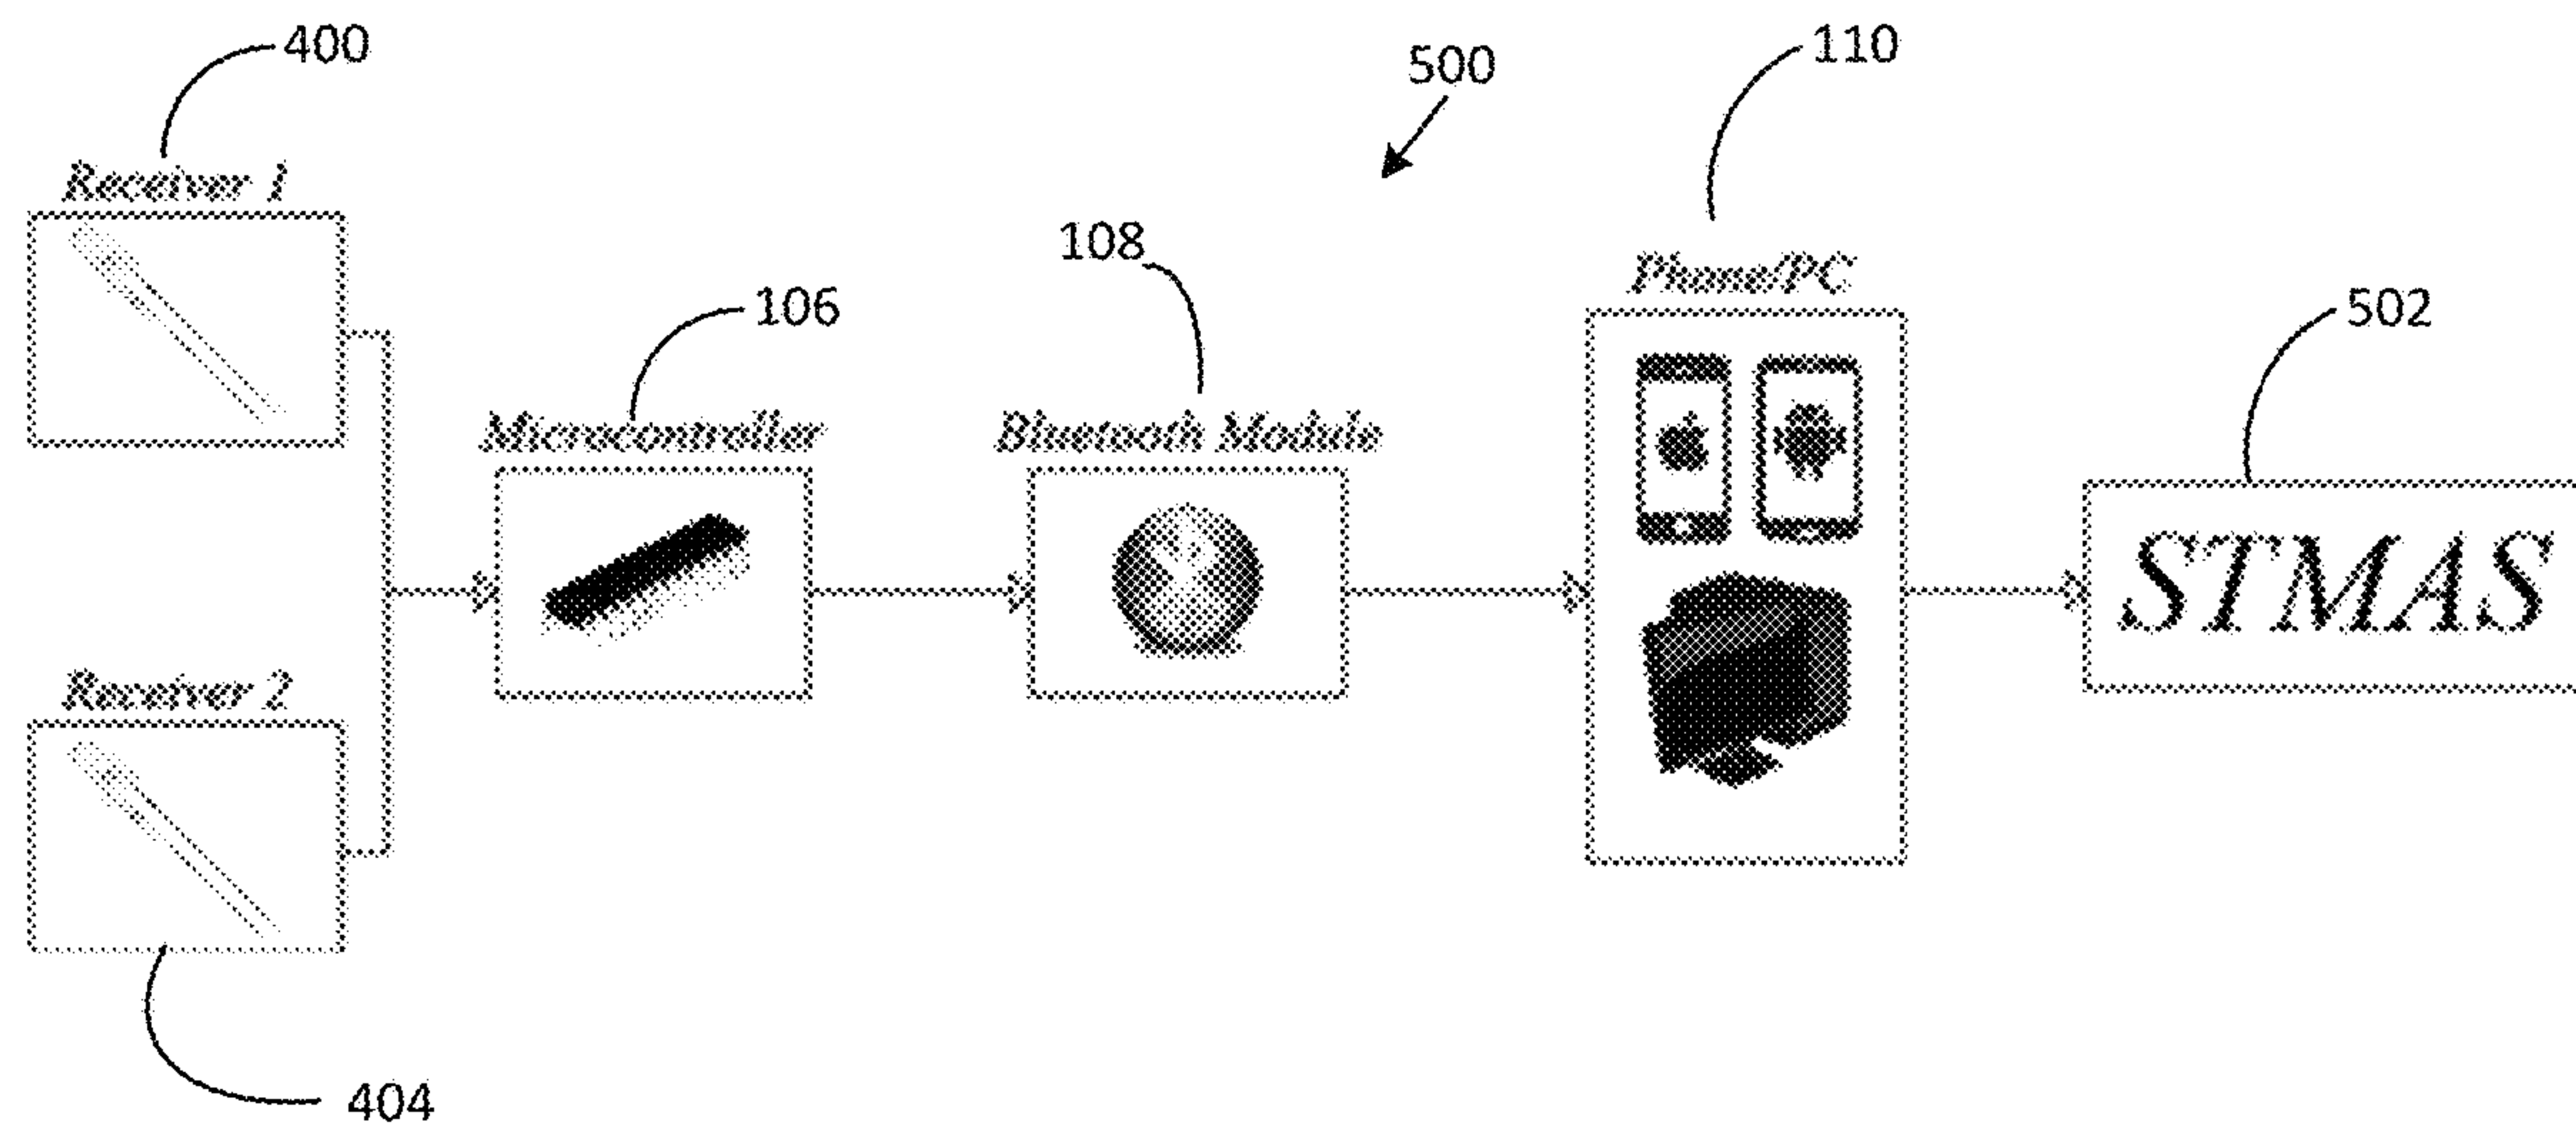 400
500
110
Receiver 1
108
Phone/PC
106
502
Microcontroller
Bluetooth Module
STMAS
Receiver 2
404